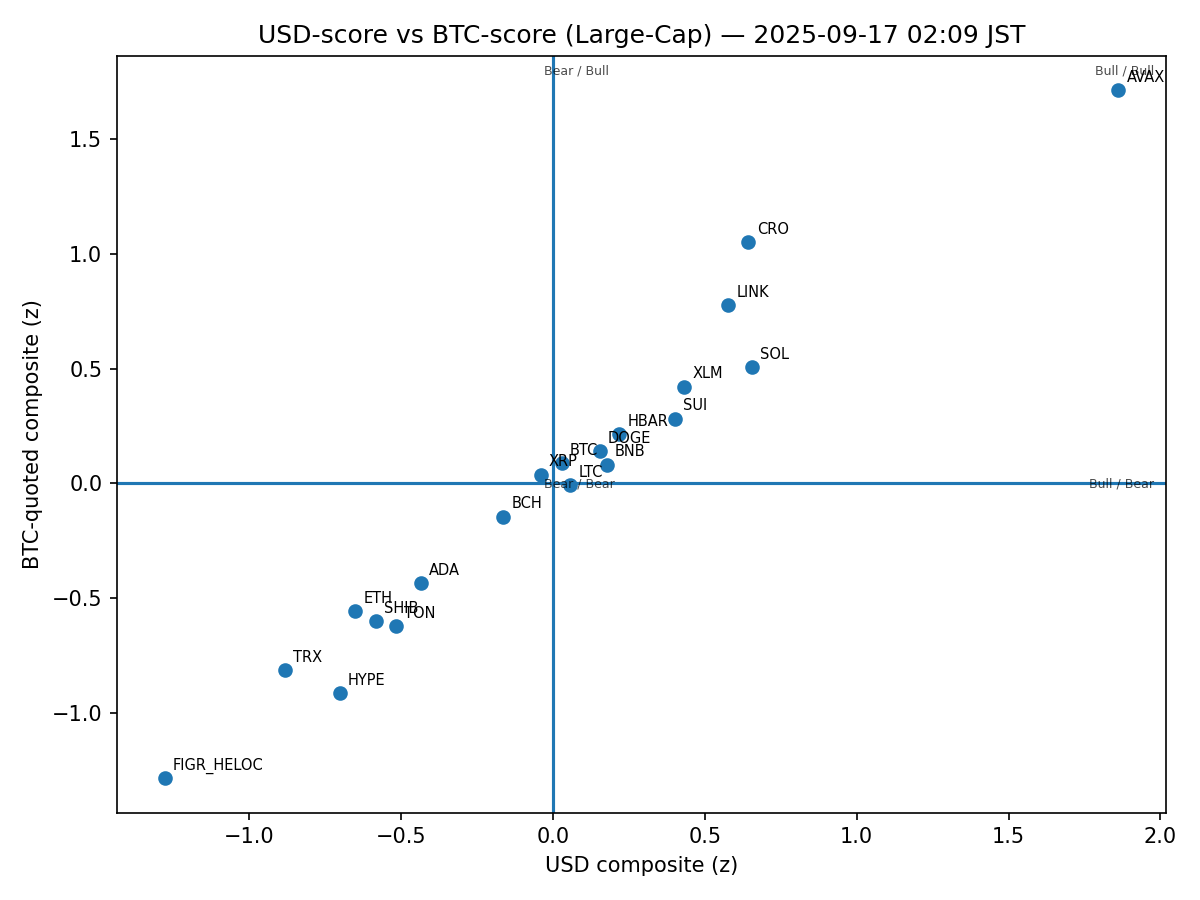 USD-score vs BTC-score (Large-Cap) — 2025-09-17 02:09 JST
Bear / Bull
Bull / Bull
AVAX
1.5
CRO
1.0
LINK
SOL
0.5
XLM
SUI
HBAR
DOGE
BTC
BNB
XRP
LTC
0.0
Bear / Bear
Bull / Bear
BCH
ADA
−0.5
ETH
SHIB
TON
TRX
HYPE
−1.0
FIGR_HELOC
BTC-quoted composite (z)
−1.0
−0.5
0.0
0.5
1.0
1.5
2.0
USD composite (z)